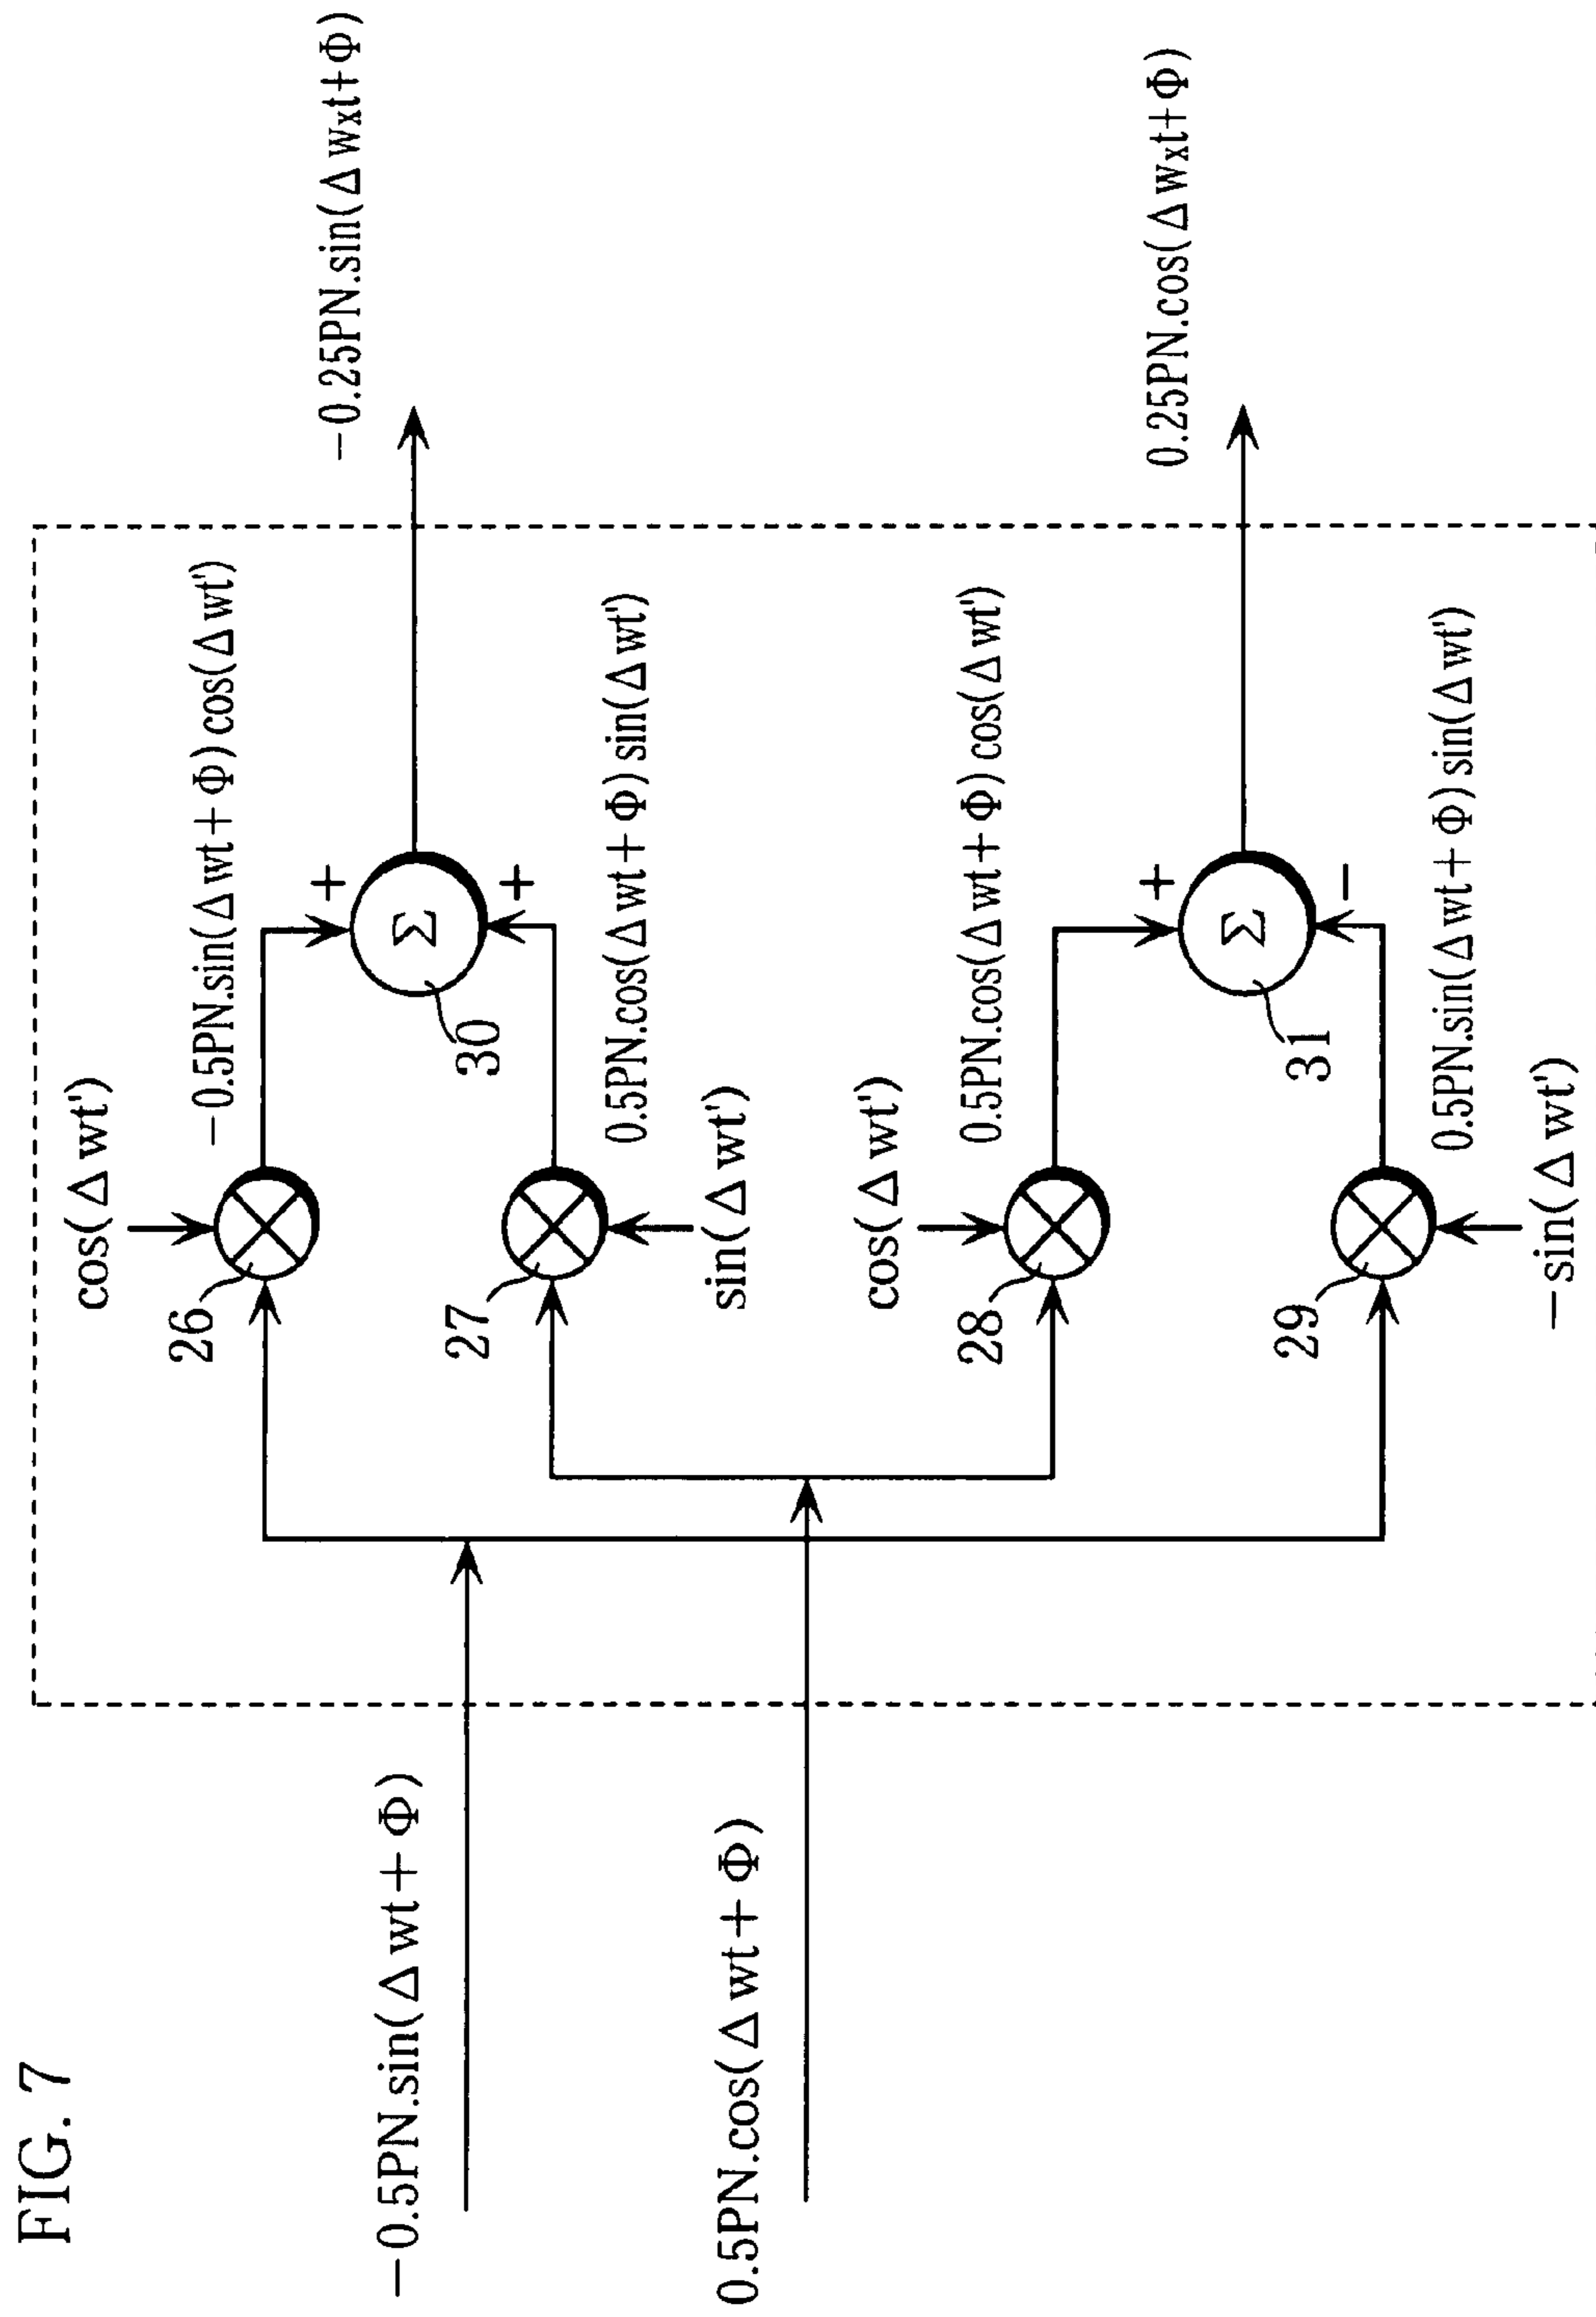 FIG. 7
−0.5PN.sin(Δwt+Φ)
0.5PN.cos(Δwt+Φ)
cos(Δwt')
26
−0.5PN.sin(Δwt+Φ)cos(Δwt')
+
Σ
30
+
−0.25PN.sin(Δwₓt+Φ)
27
0.5PN.cos(Δwt+Φ)sin(Δwt')
sin(Δwt')
cos(Δwt')
28
0.5PN.cos(Δwt+Φ)cos(Δwt')
+
Σ
31
−
0.25PN.cos(Δwₓt+Φ)
29
0.5PN.sin(Δwt+Φ)sin(Δwt')
−sin(Δwt')